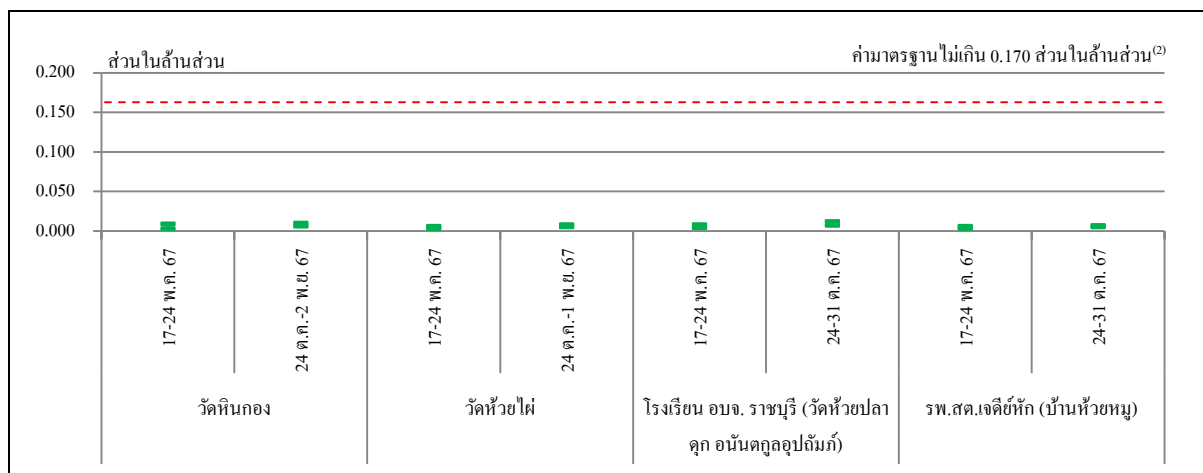 ส่วนในล้านส่วน
ค่ามาตรฐานไม่เกิน 0.170 ส่วนในล้านส่วน(2)
0.200
0.150
0.100
0.050
0.000
17-24 พ.ค. 67
24 ต.ค.-2 พ.ย. 67
17-24 พ.ค. 67
24 ต.ค.-1 พ.ย. 67
17-24 พ.ค. 67
24-31 ต.ค. 67
17-24 พ.ค. 67
24-31 ต.ค. 67
วัดหินกอง
วัดห้วยไผ่
โรงเรียน อบจ. ราชบุรี (วัดห้วยปลา
ดุก อนันตกูลอุปถัมภ์)
รพ.สต.เจดีย์หัก (บ้านห้วยหมู)